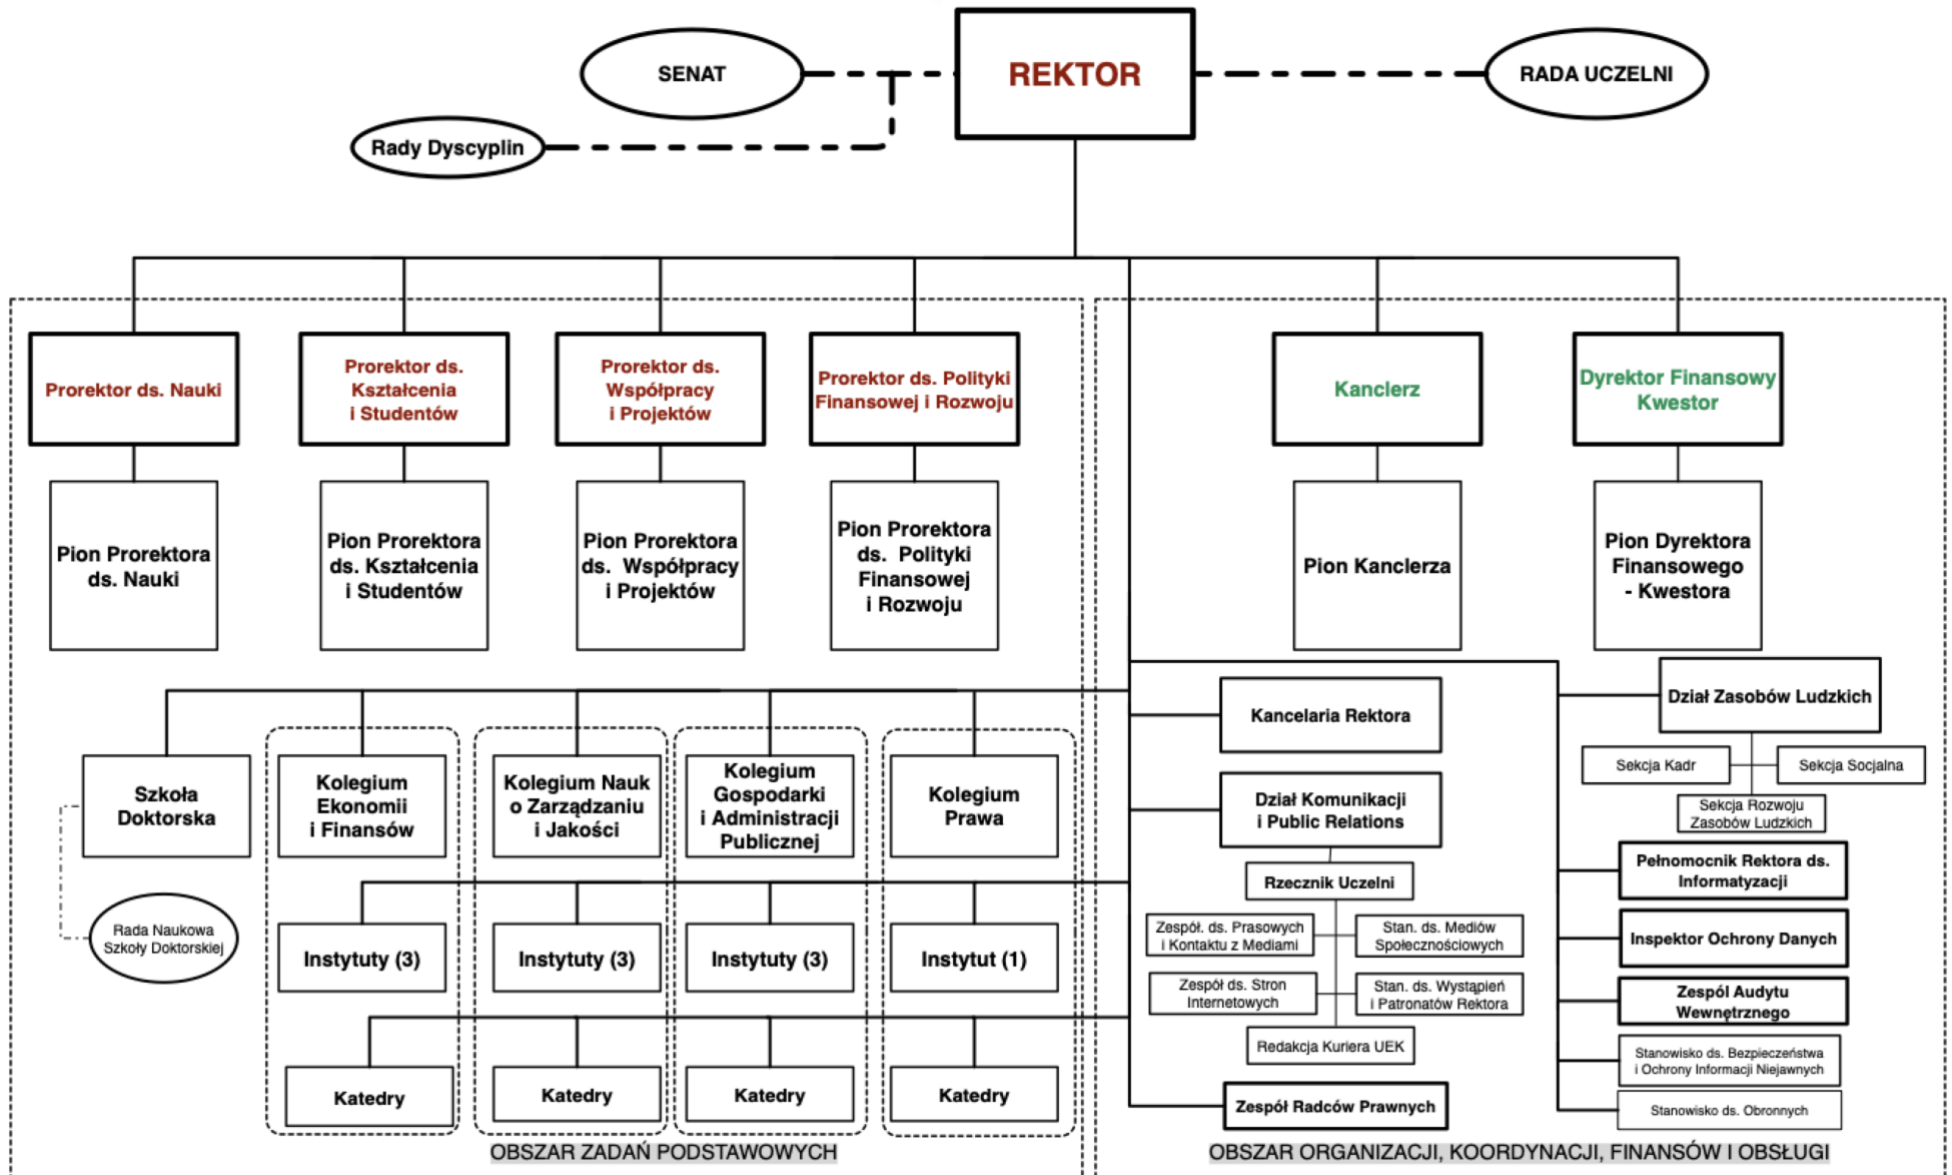 SENAT
REKTOR
RADA UCZELNI
Rady Dyscyplin
Prorektor ds. Nauki
Prorektor ds.
Kształcenia
i Studentów
Prorektor ds.
Współpracy
i Projektów
Prorektor ds. Polityki
Finansowej i Rozwoju
Kanclerz
Dyrektor Finansowy
Kwestor
Pion Prorektora
ds. Nauki
Pion Prorektora
ds. Kształcenia
i Studentów
Pion Prorektora
ds. Współpracy
i Projektów
Pion Prorektora
ds. Polityki
Finansowej
i Rozwoju
Pion Kanclerza
Pion Dyrektora
Finansowego
- Kwestora
Szkoła
Doktorska
Kolegium
Ekonomii
i Finansów
Kolegium Nauk
o Zarządzaniu
i Jakości
Kolegium
Gospodarki
i Administracji
Publicznej
Kolegium
Prawa
Rada Naukowa
Szkoły Doktorskiej
Instytuty (3)
Instytuty (3)
Instytuty (3)
Instytut (1)
Katedry
Katedry
Katedry
Katedry
OBSZAR ZADAŃ PODSTAWOWYCH
Kancelaria Rektora
Dział Komunikacji
i Public Relations
Rzecznik Uczelni
Zespół. ds. Prasowych
i Kontaktu z Mediami
Stan. ds. Mediów
Społecznościowych
Zespół ds. Stron
Internetowych
Stan. ds. Wystąpień
i Patronatów Rektora
Redakcja Kuriera UEK
Zespół Radców Prawnych
Dział Zasobów Ludzkich
Sekcja Kadr
Sekcja Socjalna
Sekcja Rozwoju
Zasobów Ludzkich
Pełnomocnik Rektora ds.
Informatyzacji
Inspektor Ochrony Danych
Zespól Audytu
Wewnętrznego
Stanowisko ds. Bezpieczeństwa
i Ochrony Informacji Niejawnych
Stanowisko ds. Obronnych
OBSZAR ORGANIZACJI, KOORDYNACJI, FINANSÓW I OBSŁUGI